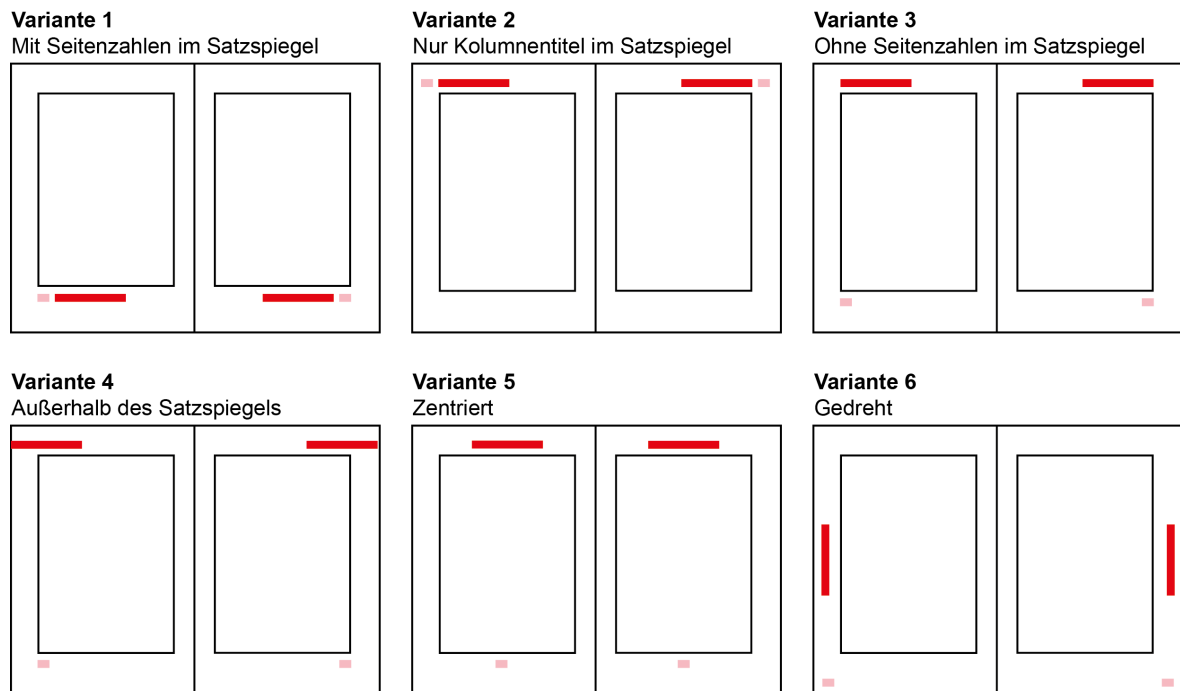 Variante 1
Mit Seitenzahlen im Satzspiegel
Variante 2
Nur Kolumnentitel im Satzspiegel
Variante 3
Ohne Seitenzahlen im Satzspiegel
Variante 4
Außerhalb des Satzspiegels
Variante 5
Zentriert
Variante 6
Gedreht